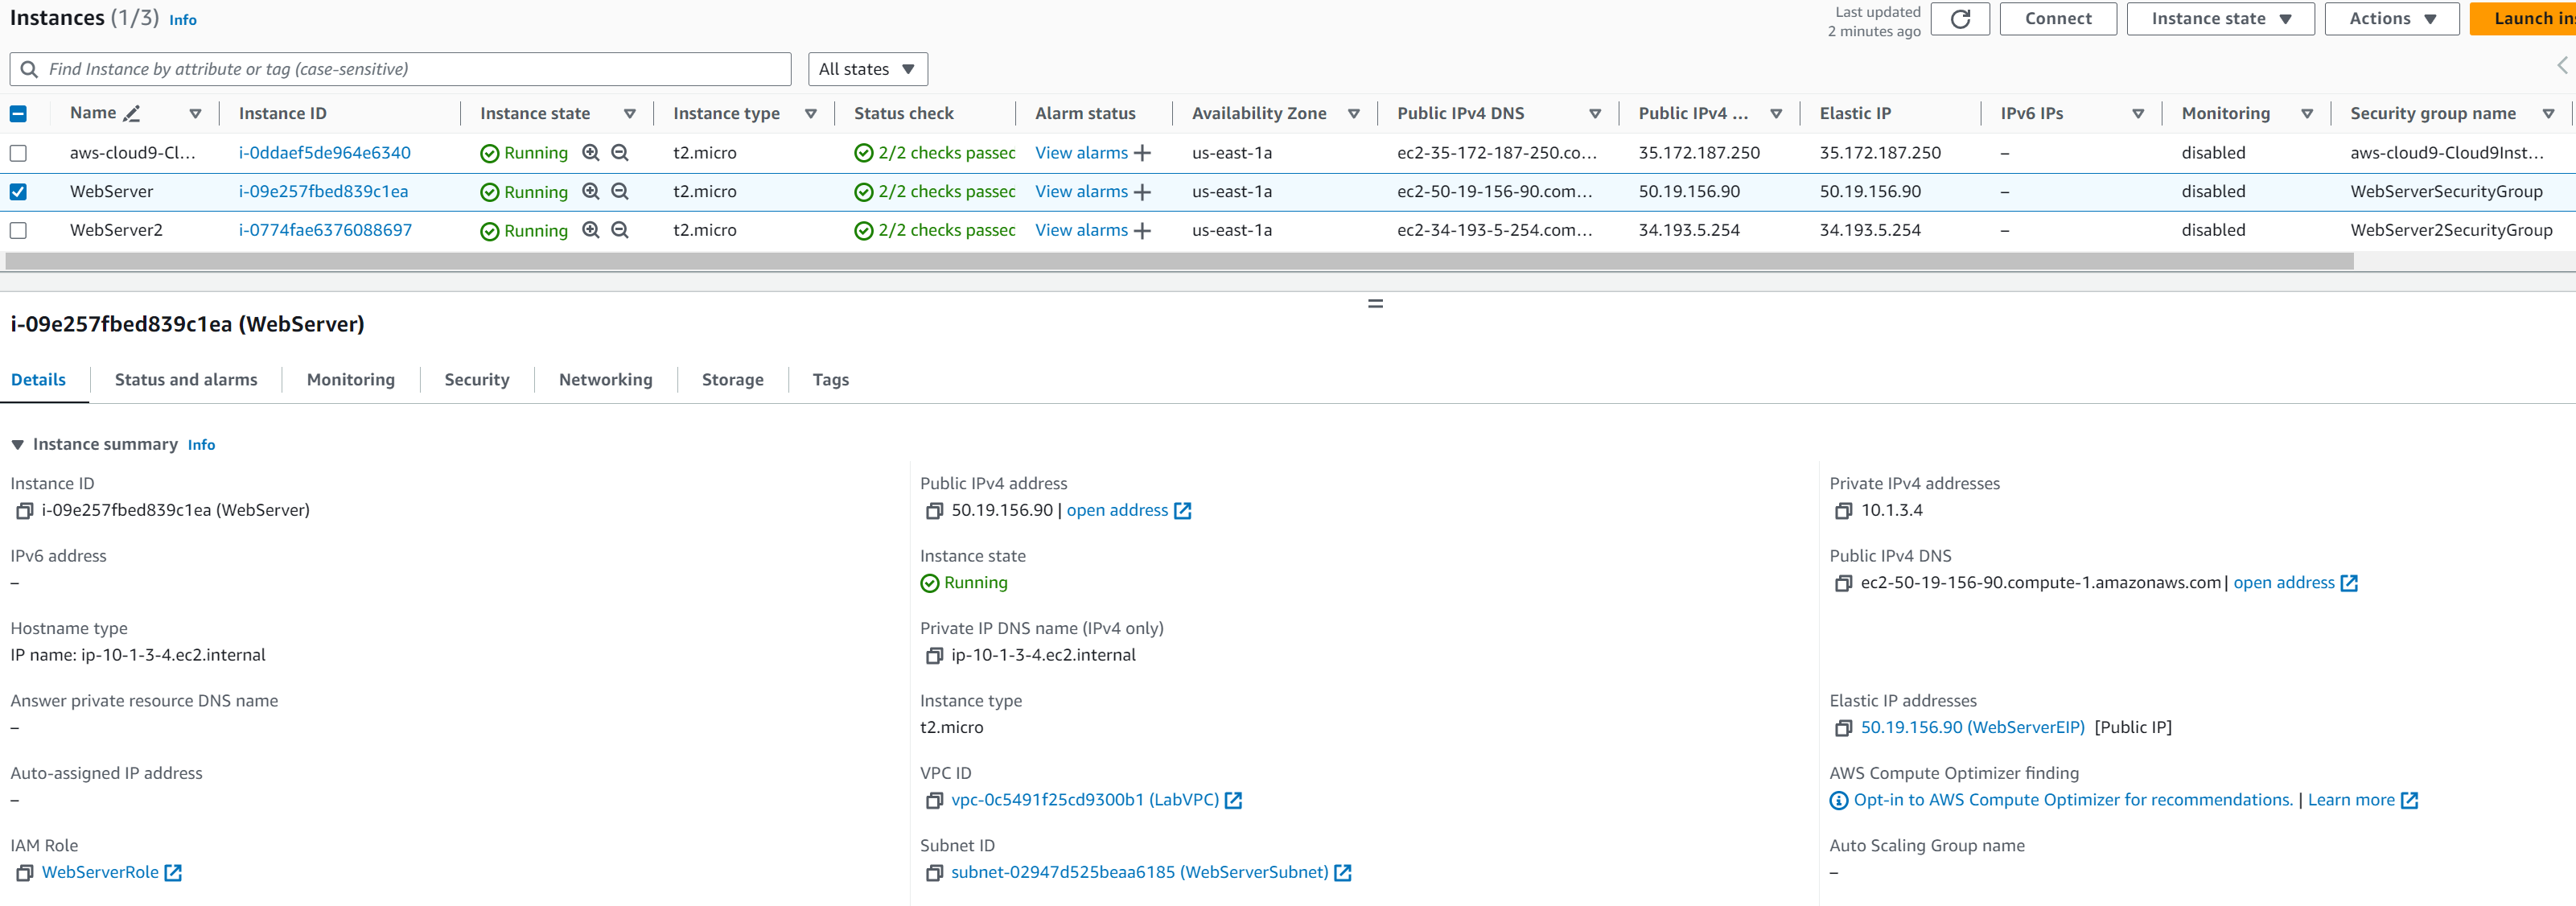 Instances (1/3) Info
Last updated
2 minutes ago
Connect
Instance state
Actions
Launch in
Find Instance by attribute or tag (case-sensitive)
All states
Name Instance ID Instance state Instance type Status check Alarm status Availability Zone Public IPv4 DNS Public IPv4 ... Elastic IP IPv6 IPs Monitoring Security group name
aws-cloud9-Cl... i-0ddaef5de964e6340 Running t2.micro 2/2 checks passec View alarms + us-east-1a ec2-35-172-187-250.co... 35.172.187.250 35.172.187.250 – disabled aws-cloud9-Cloud9Inst...
WebServer i-09e257fbed839c1ea Running t2.micro 2/2 checks passec View alarms + us-east-1a ec2-50-19-156-90.com... 50.19.156.90 50.19.156.90 – disabled WebServerSecurityGroup
WebServer2 i-0774fae6376088697 Running t2.micro 2/2 checks passec View alarms + us-east-1a ec2-34-193-5-254.com... 34.193.5.254 34.193.5.254 – disabled WebServer2SecurityGroup
i-09e257fbed839c1ea (WebServer)
Details Status and alarms Monitoring Security Networking Storage Tags
Instance summary Info
Instance ID
i-09e257fbed839c1ea (WebServer)
Public IPv4 address
50.19.156.90 | open address
Private IPv4 addresses
10.1.3.4
IPv6 address
–
Instance state
Running
Public IPv4 DNS
ec2-50-19-156-90.compute-1.amazonaws.com | open address
Hostname type
IP name: ip-10-1-3-4.ec2.internal
Private IP DNS name (IPv4 only)
ip-10-1-3-4.ec2.internal
Answer private resource DNS name
–
Instance type
t2.micro
Elastic IP addresses
50.19.156.90 (WebServerEIP) [Public IP]
Auto-assigned IP address
–
VPC ID
vpc-0c5491f25cd9300b1 (LabVPC)
AWS Compute Optimizer finding
Opt-in to AWS Compute Optimizer for recommendations. | Learn more
IAM Role
WebServerRole
Subnet ID
subnet-02947d525beaa6185 (WebServerSubnet)
Auto Scaling Group name
–